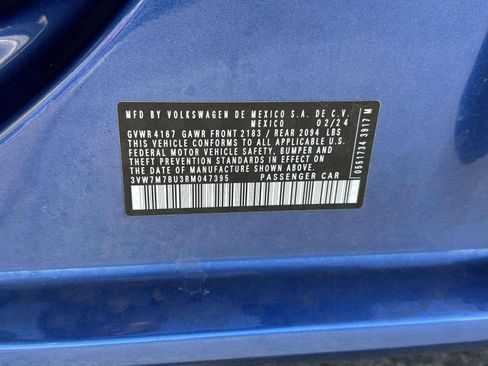 MFD BY VOLKSWAGEN DE MEXICO S.A. DE C.V.
MEXICO 02/24
GVWR 4167 GAWR FRONT 2183 / REAR 2094 LBS
THIS VEHICLE CONFORMS TO ALL APPLICABLE U.S.
FEDERAL MOTOR VEHICLE SAFETY, BUMPER AND
THEFT PREVENTION STANDARDS IN EFFECT ON THE
DATE OF MANUFACTURE SHOWN ABOVE.
3VW7M7BU3RM047395 PASSENGER CAR
0551734 3917 M